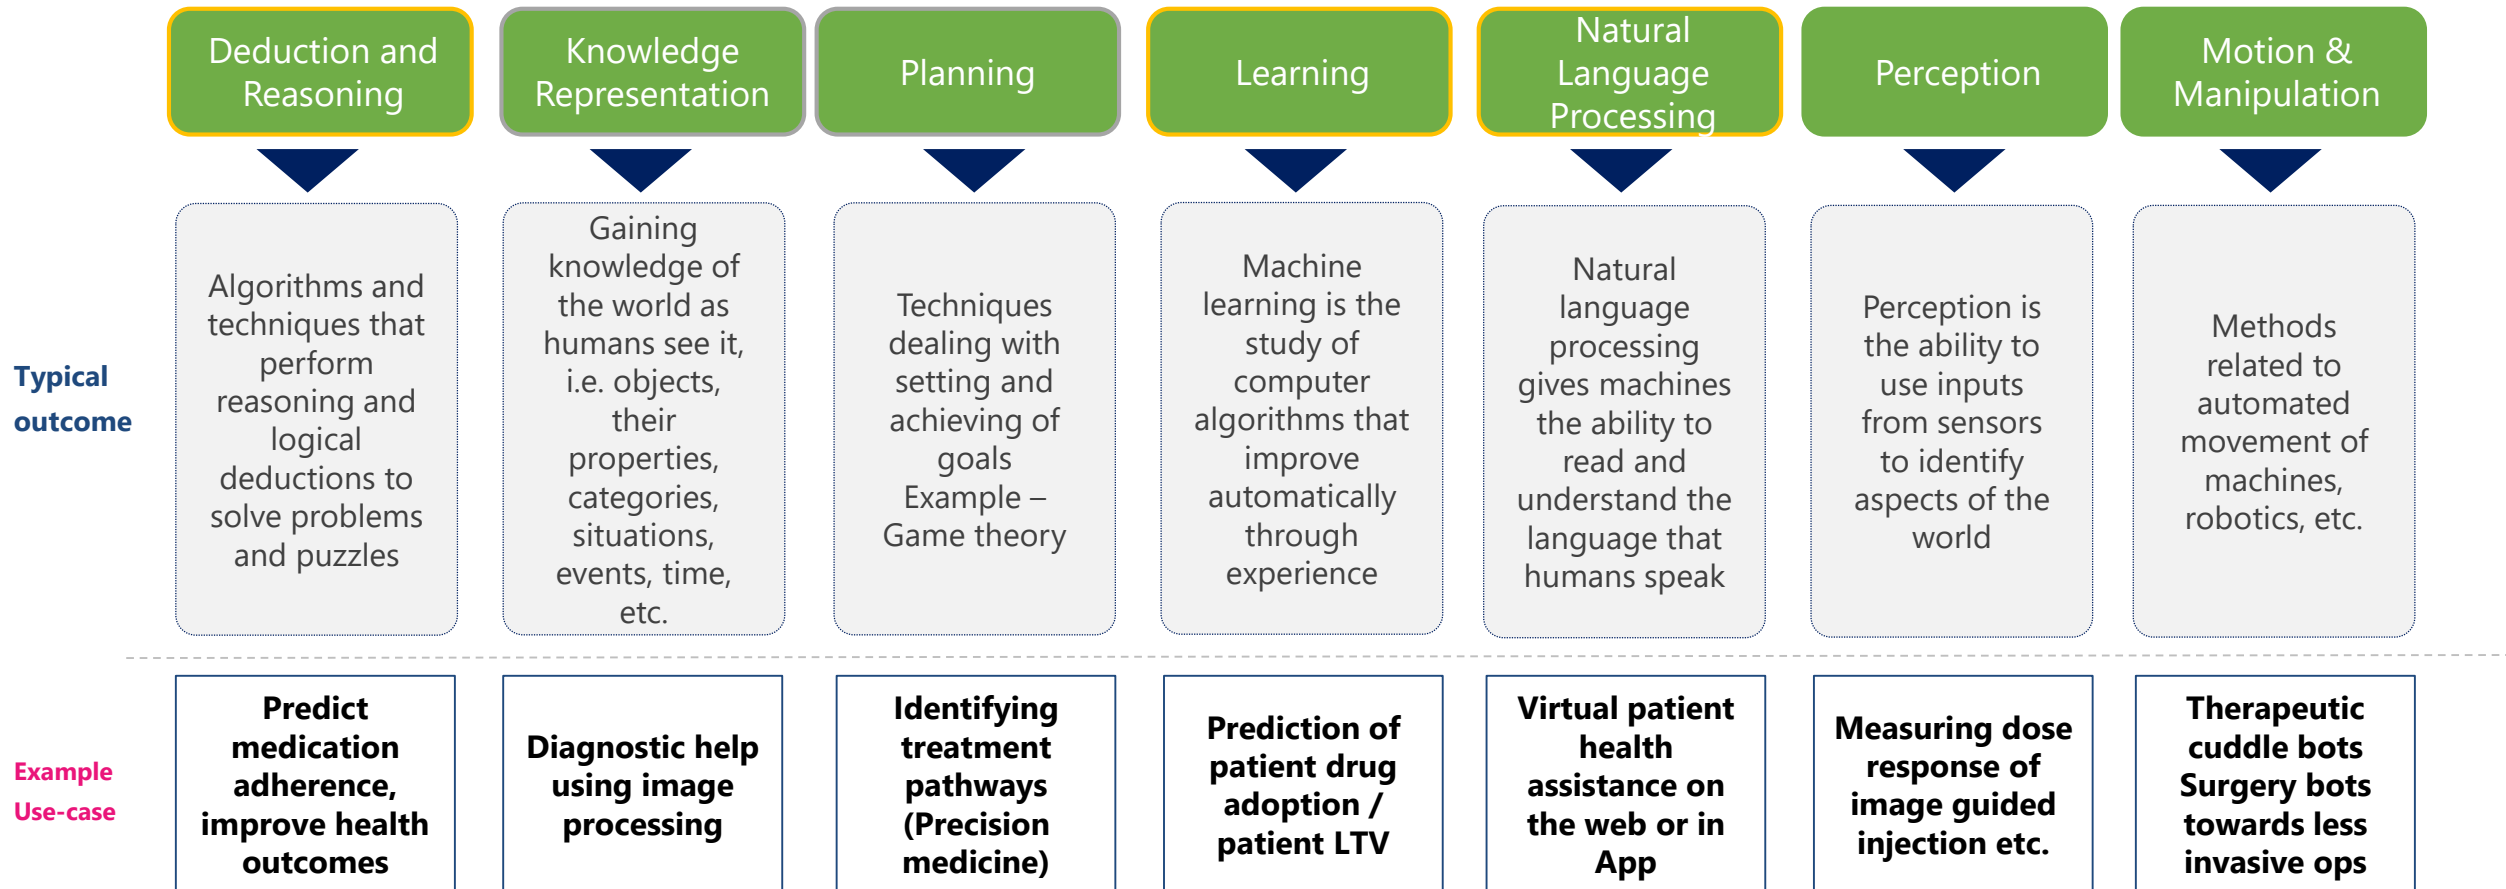 Deduction and
Reasoning
Knowledge
Representation
Planning
Learning
Natural
Language
Processing
Perception
Motion &
Manipulation
Typical
outcome
Algorithms and
techniques that
perform
reasoning and
logical
deductions to
solve problems
and puzzles
Gaining
knowledge of
the world as
humans see it,
i.e. objects,
their
properties,
categories,
situations,
events, time,
etc.
Techniques
dealing with
setting and
achieving of
goals
Example –
Game theory
Machine
learning is the
study of
computer
algorithms that
improve
automatically
through
experience
Natural
language
processing
gives machines
the ability to
read and
understand the
language that
humans speak
Perception is
the ability to
use inputs
from sensors
to identify
aspects of the
world
Methods
related to
automated
movement of
machines,
robotics, etc.
Example
Use-case
Predict
medication
adherence,
improve health
outcomes
Diagnostic help
using image
processing
Identifying
treatment
pathways
(Precision
medicine)
Prediction of
patient drug
adoption /
patient LTV
Virtual patient
health
assistance on
the web or in
App
Measuring dose
response of
image guided
injection etc.
Therapeutic
cuddle bots
Surgery bots
towards less
invasive ops